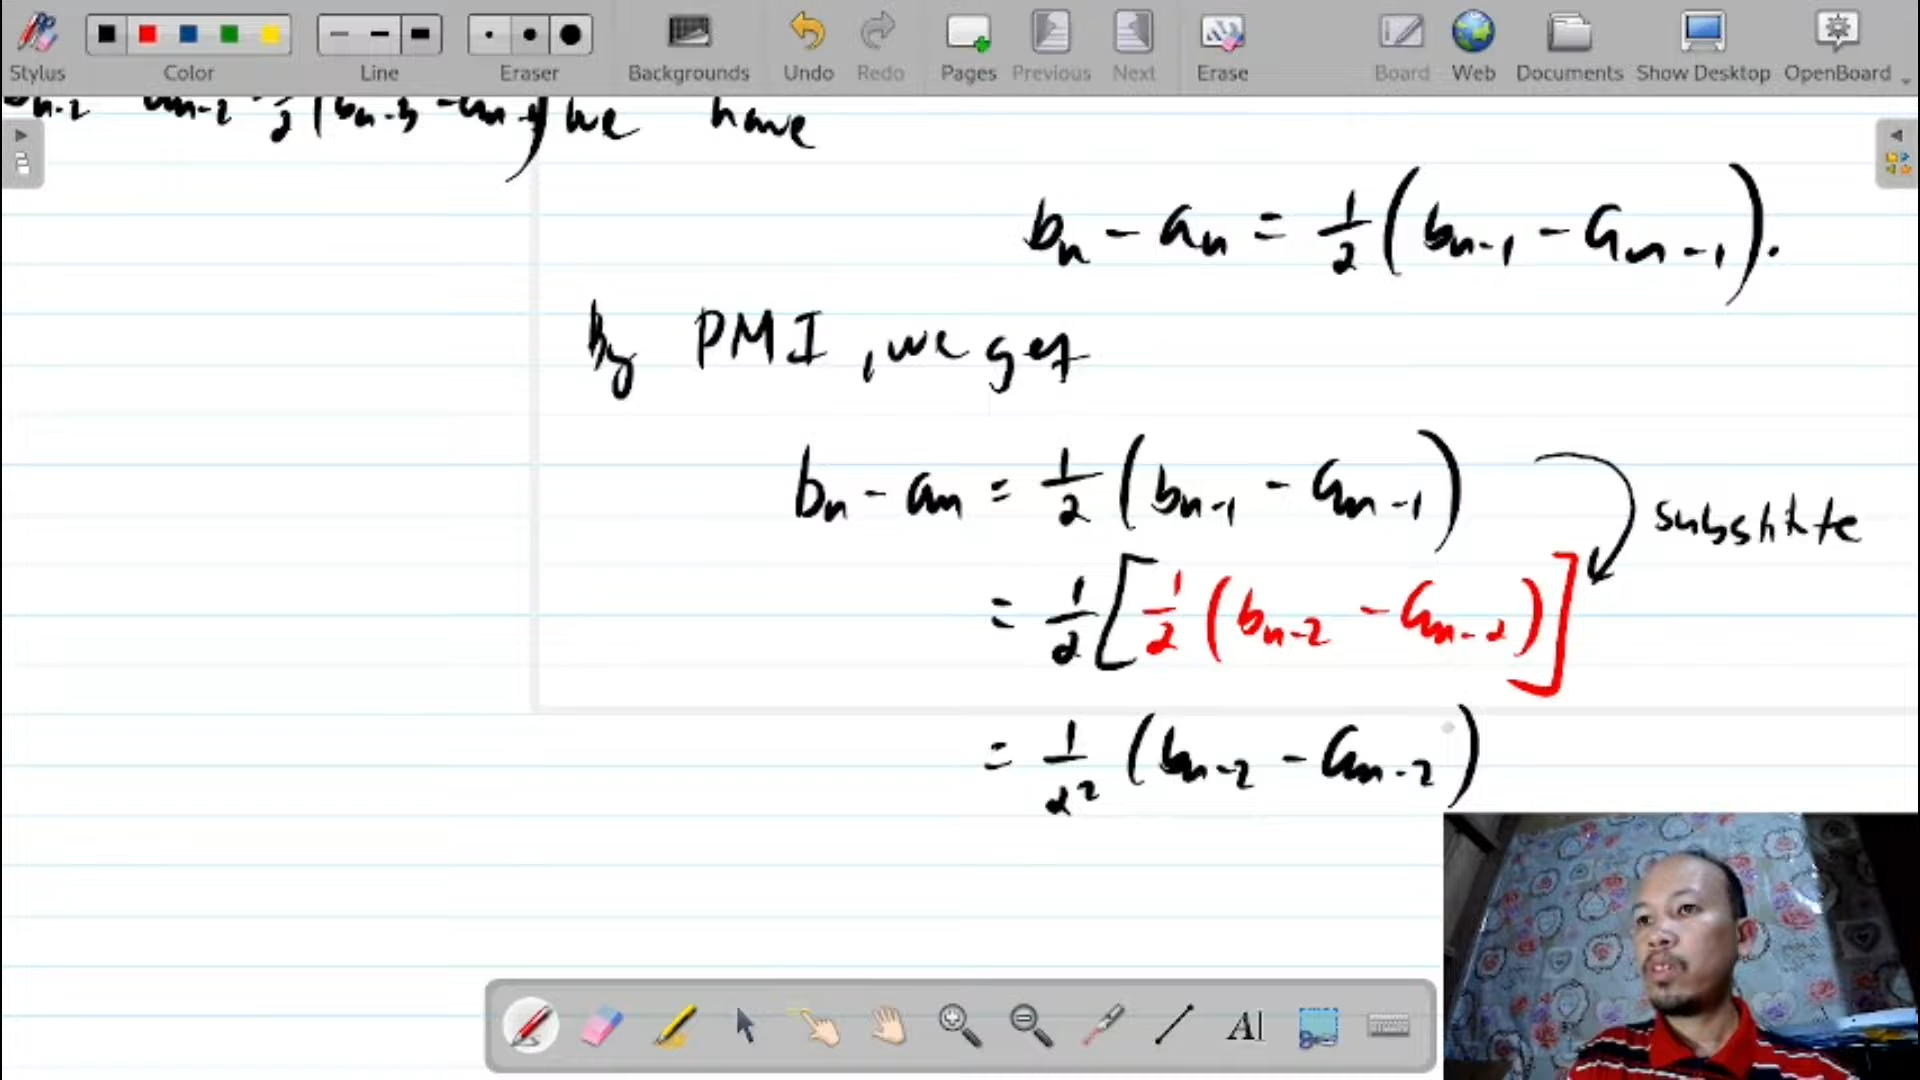 Stylus Color Line Eraser Backgrounds Undo Redo Pages Previous Next Erase Board Web Documents Show Desktop OpenBoard
we have
bₙ - aₙ = 1/2 (bₙ₋₁ - aₙ₋₁).
By PMI, we get
bₙ - aₙ = 1/2 (bₙ₋₁ - aₙ₋₁)
substitute
= 1/2 [1/2 (bₙ₋₂ - aₙ₋₂)]
= 1/2² (bₙ₋₂ - aₙ₋₂)
AI